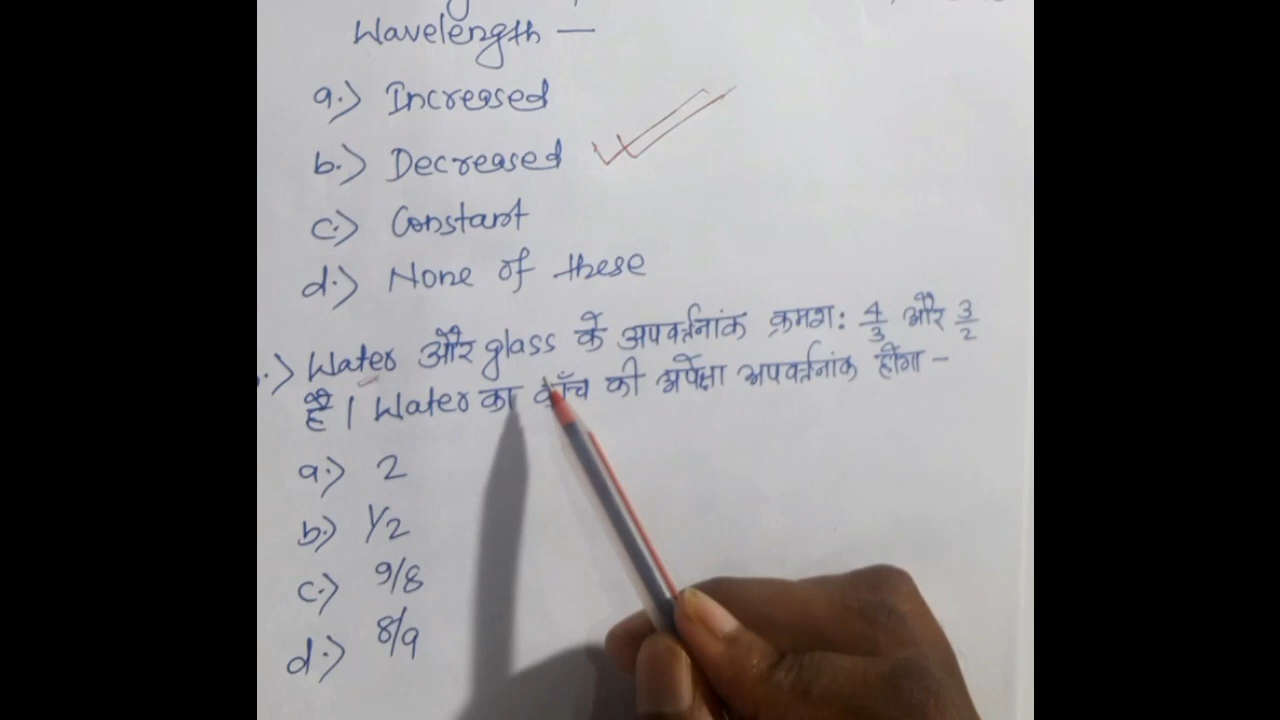 Wavelength —
a.) Increased
b.) Decreased
c.) Constant
d.) None of these
.) Water और glass के अपवर्तनांक क्रमशः 4/3 और 3/2
है। Water का काँच की अपेक्षा अपवर्तनांक होगा –
a.) 2
b.) 1/2
c.) 9/8
d.) 8/9